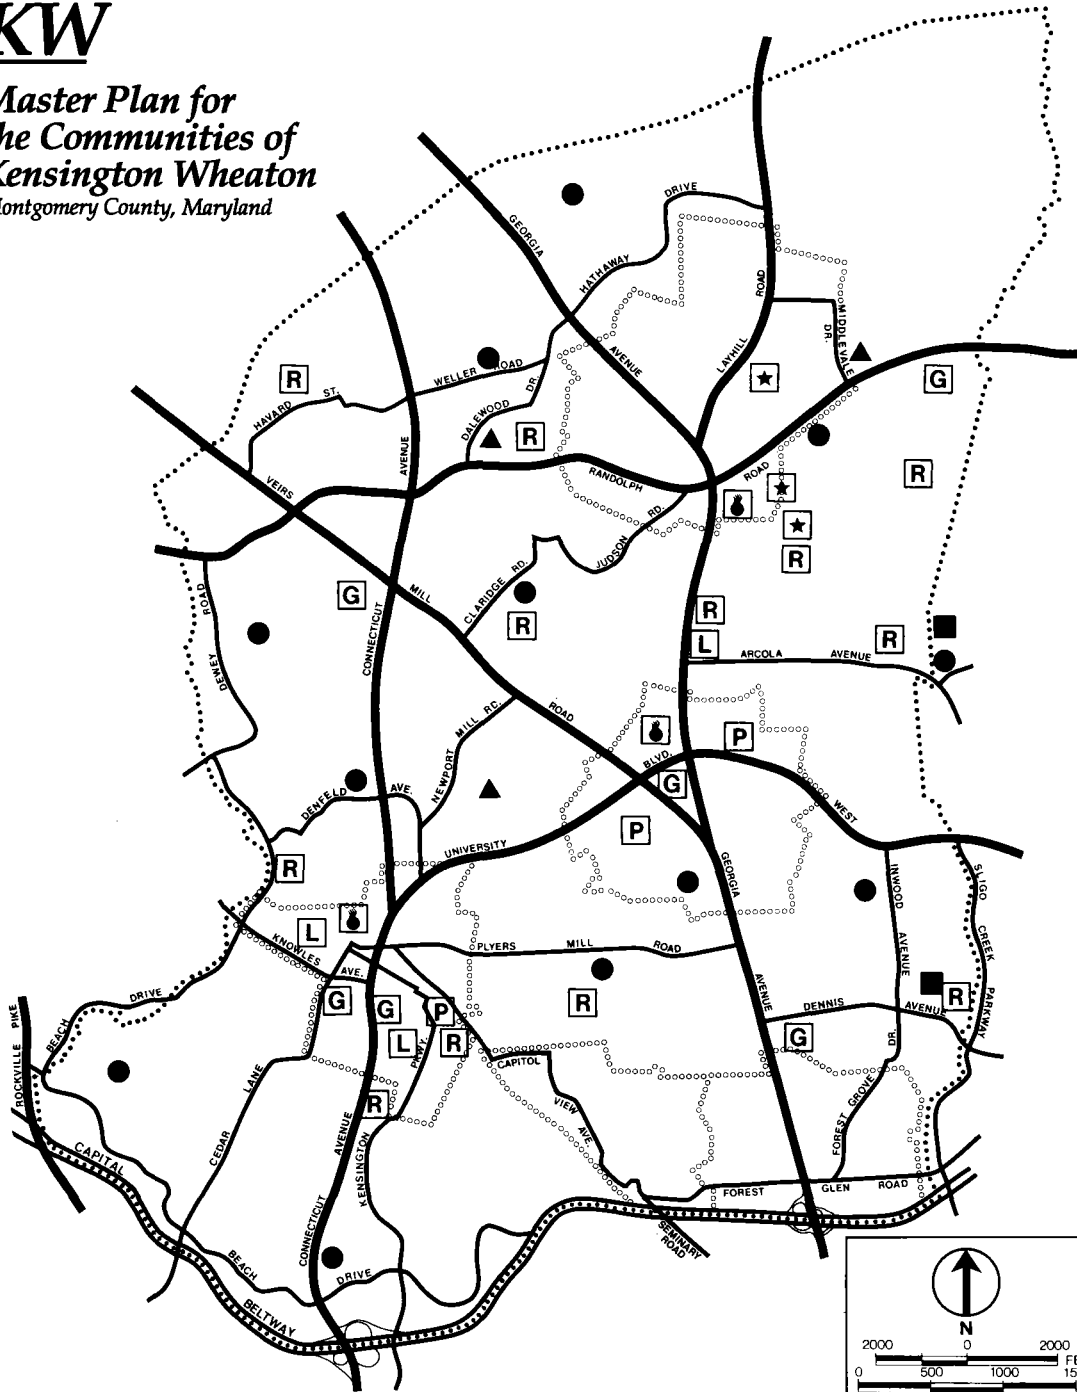 KW
Master Plan for
the Communities of
Kensington Wheaton
Montgomery County, Maryland
DRIVE
GEORGIA
HATHAWAY
ROAD
MIDDLEVALE
DR.
AVENUE
LAYHILL
WELLER ROAD
R
HAVARD ST.
DR.
DALEWOOD
G
R
AVENUE
RANDOLPH
ROAD
R
VEIRS
RD.
JUDSON
R
CLARIDGE RD.
ROAD
G
MILL
R
R
CONNECTICUT
L
R
ARCOLA AVENUE
DEWEY
MILL RD.
ROAD
NEWPORT
P
BLVD.
G
DENFELD AVE.
WEST
P
UNIVERSITY
GEORGIA
R
INWOOD
SLIGO
L
KNOWLES
AVE.
PLYERS MILL ROAD
AVENUE
CREEK
DRIVE
G
G
P
R
AVENUE
DENNIS AVENUE
R
PARKWAY
ROCKVILLE PIKE
BEACH
L
R
PKWY.
G
DR.
CAPITOL
VIEW
AVE.
LANE
R
FOREST GROVE
CEDAR
AVENUE
KENSINGTON
CAPITAL
FOREST GLEN ROAD
CONNECTICUT
SEMINARY
ROAD
BEACH
DRIVE
BELTWAY
N
2000 0 2000
FE
0 500 1000 15